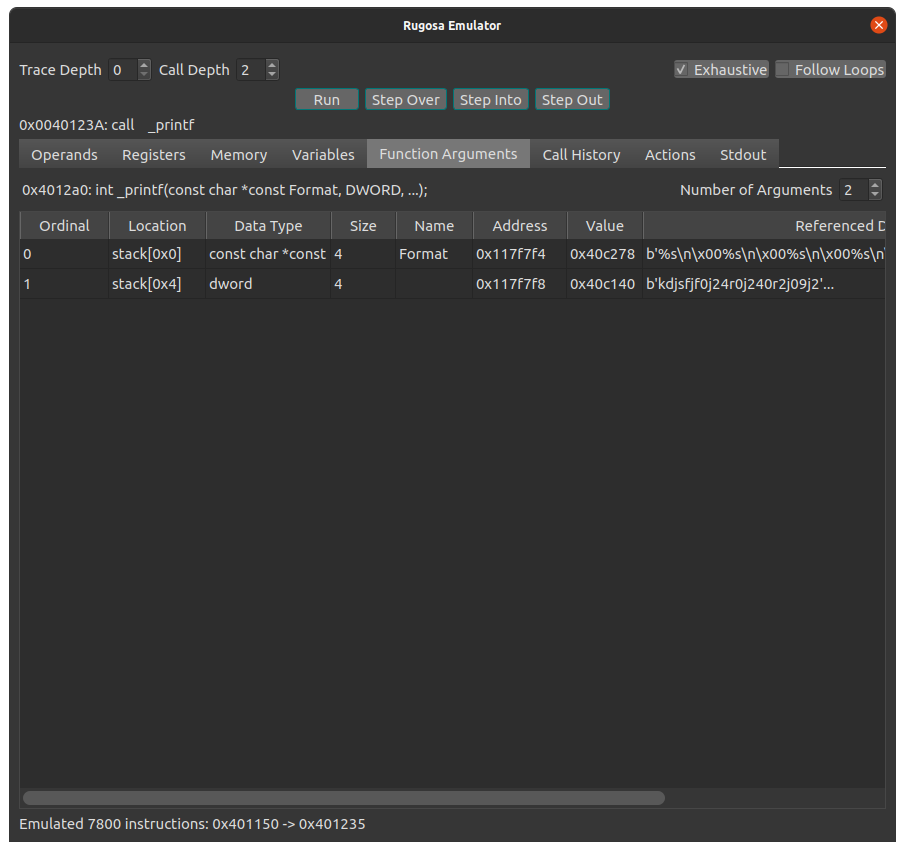 Rugosa Emulator
Trace Depth 0 Call Depth 2 Exhaustive Follow Loops
Run Step Over Step Into Step Out
0x0040123A: call _printf
Operands Registers Memory Variables Function Arguments Call History Actions Stdout
0x4012a0: int _printf(const char *const Format, DWORD, ...); Number of Arguments 2
Ordinal Location Data Type Size Name Address Value Referenced D
0 stack[0x0] const char *const 4 Format 0x117f7f4 0x40c278 b'%s\n\x00%s\n\x00%s\n\x00%s\n\
1 stack[0x4] dword 4 0x117f7f8 0x40c140 b'kdjsfjf0j24r0j240r2j09j2'...
Emulated 7800 instructions: 0x401150 -> 0x401235